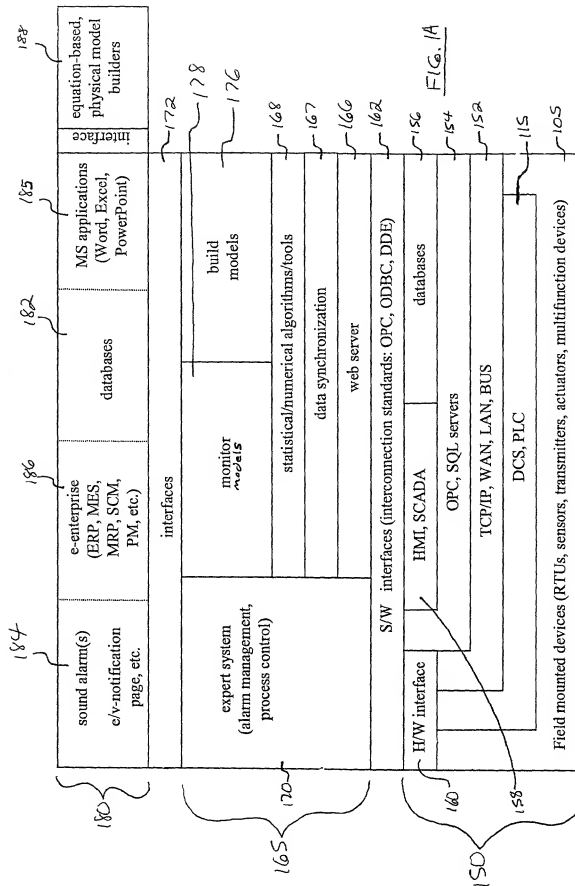 184
186
182
185
188
sound alarm(s)
e/v-notification
page, etc.
e-enterprise
(ERP, MES,
MRP, SCM,
PM, etc.)
databases
MS applications
(Word, Excel,
PowerPoint)
interface
equation-based,
physical model
builders
180
interfaces
172
178
176
165
170
expert system
(alarm management,
process control)
monitor
models
build
models
statistical/numerical algorithms/tools
168
data synchronization
167
web server
166
S/W interfaces (interconnection standards: OPC, ODBC, DDE)
162
150
160
H/W interface
158
HMI, SCADA
databases
156
OPC, SQL servers
154
TCP/IP, WAN, LAN, BUS
152
DCS, PLC
115
Field mounted devices (RTUs, sensors, transmitters, actuators, multifunction devices)
105
FIG. 1A